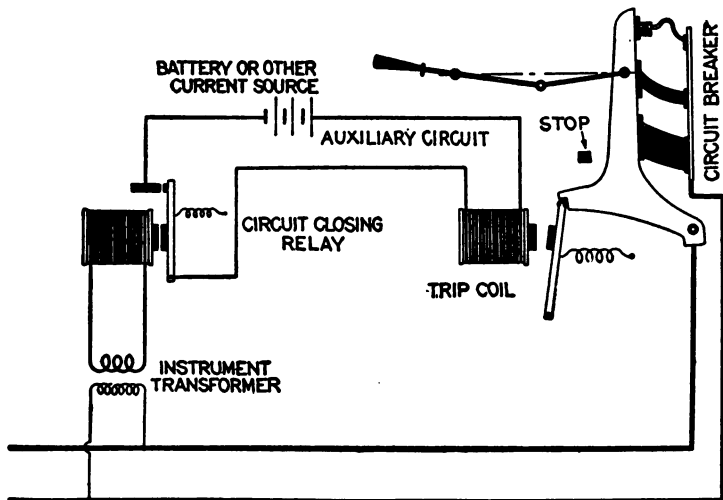 BATTERY OR OTHER
CURRENT SOURCE
AUXILIARY CIRCUIT
STOP
CIRCUIT BREAKER
CIRCUIT CLOSING
RELAY
TRIP COIL
INSTRUMENT
TRANSFORMER